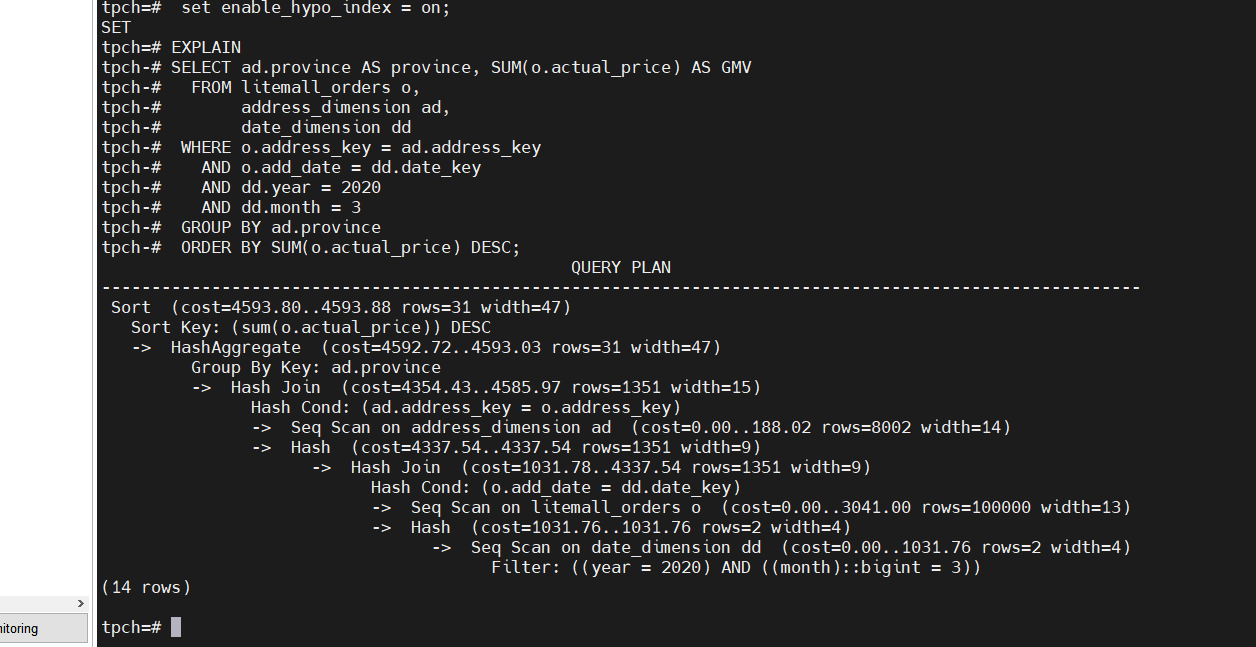 tpch=#  set enable_hypo_index = on;
SET
tpch=# EXPLAIN
tpch-# SELECT ad.province AS province, SUM(o.actual_price) AS GMV
tpch-#   FROM litemall_orders o,
tpch-#        address_dimension ad,
tpch-#        date_dimension dd
tpch-#  WHERE o.address_key = ad.address_key
tpch-#    AND o.add_date = dd.date_key
tpch-#    AND dd.year = 2020
tpch-#    AND dd.month = 3
tpch-#  GROUP BY ad.province
tpch-#  ORDER BY SUM(o.actual_price) DESC;
                                               QUERY PLAN
--------------------------------------------------------------------------------------------------------
 Sort  (cost=4593.80..4593.88 rows=31 width=47)
   Sort Key: (sum(o.actual_price)) DESC
   ->  HashAggregate  (cost=4592.72..4593.03 rows=31 width=47)
         Group By Key: ad.province
         ->  Hash Join  (cost=4354.43..4585.97 rows=1351 width=15)
               Hash Cond: (ad.address_key = o.address_key)
               ->  Seq Scan on address_dimension ad  (cost=0.00..188.02 rows=8002 width=14)
               ->  Hash  (cost=4337.54..4337.54 rows=1351 width=9)
                     ->  Hash Join  (cost=1031.78..4337.54 rows=1351 width=9)
                           Hash Cond: (o.add_date = dd.date_key)
                           ->  Seq Scan on litemall_orders o  (cost=0.00..3041.00 rows=100000 width=13)
                           ->  Hash  (cost=1031.76..1031.76 rows=2 width=4)
                                 ->  Seq Scan on date_dimension dd  (cost=0.00..1031.76 rows=2 width=4)
                                       Filter: ((year = 2020) AND ((month)::bigint = 3))
(14 rows)
nitoring
tpch=#